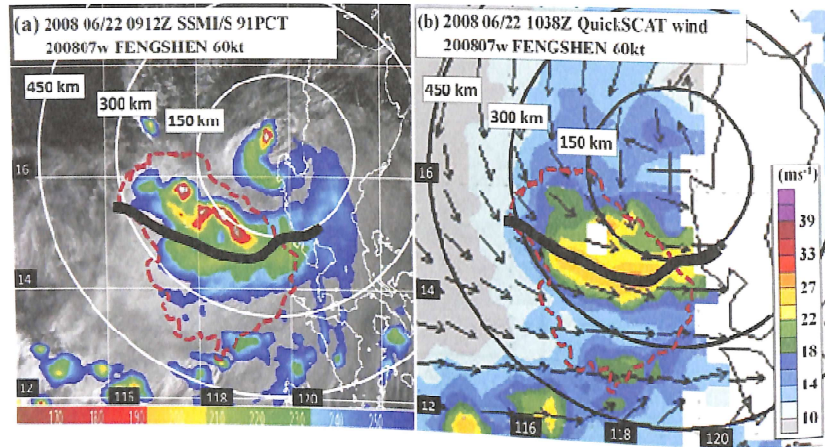 (a) 2008 06/22 0912Z SSMI/S 91PCT
200807w FENGSHEN 60kt
450 km
300 km
150 km
16
14
12
116
118
120
170 180 190 200 210 220 230 240 250
(b) 2008 06/22 1038Z QuickSCAT wind
200807w FENGSHEN 60kt
450 km
300 km
150 km
16
14
12
116
118
120
(ms⁻¹)
39
33
27
22
18
14
10